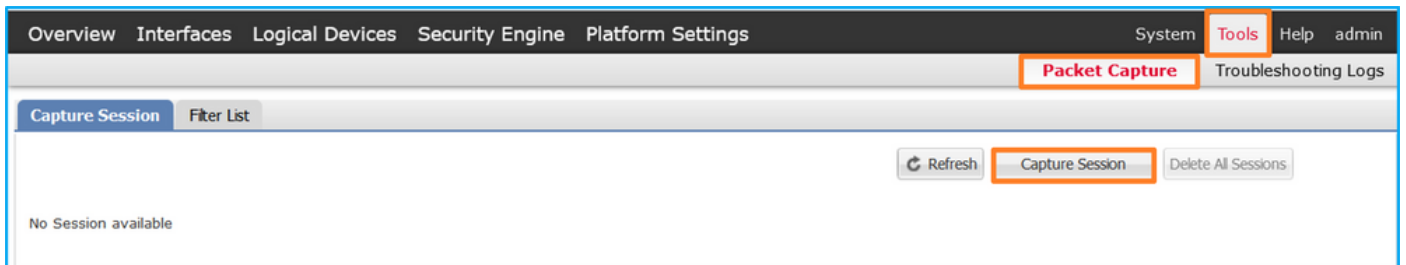 Overview Interfaces Logical Devices Security Engine Platform Settings System Tools Help admin
Packet Capture Troubleshooting Logs
Capture Session Filter List
Refresh Capture Session Delete All Sessions
No Session available